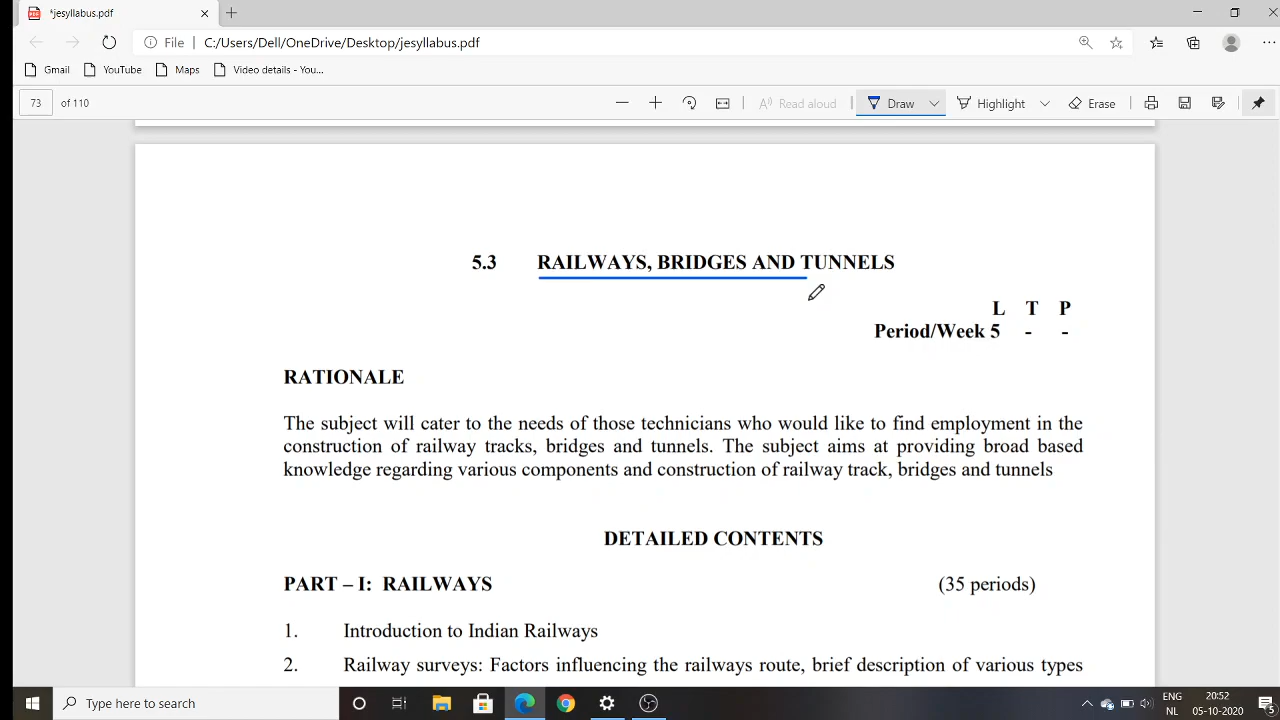 *jesyllabus.pdf
File | C:/Users/Dell/OneDrive/Desktop/jesyllabus.pdf
Gmail YouTube Maps Video details - You...
73 of 110 Read aloud Draw Highlight Erase
5.3 RAILWAYS, BRIDGES AND TUNNELS
L T P
Period/Week 5 - -
RATIONALE
The subject will cater to the needs of those technicians who would like to find employment in the
construction of railway tracks, bridges and tunnels. The subject aims at providing broad based
knowledge regarding various components and construction of railway track, bridges and tunnels
DETAILED CONTENTS
PART – I: RAILWAYS (35 periods)
1. Introduction to Indian Railways
2. Railway surveys: Factors influencing the railways route, brief description of various types
Type here to search
ENG 20:52
NL 05-10-2020 5